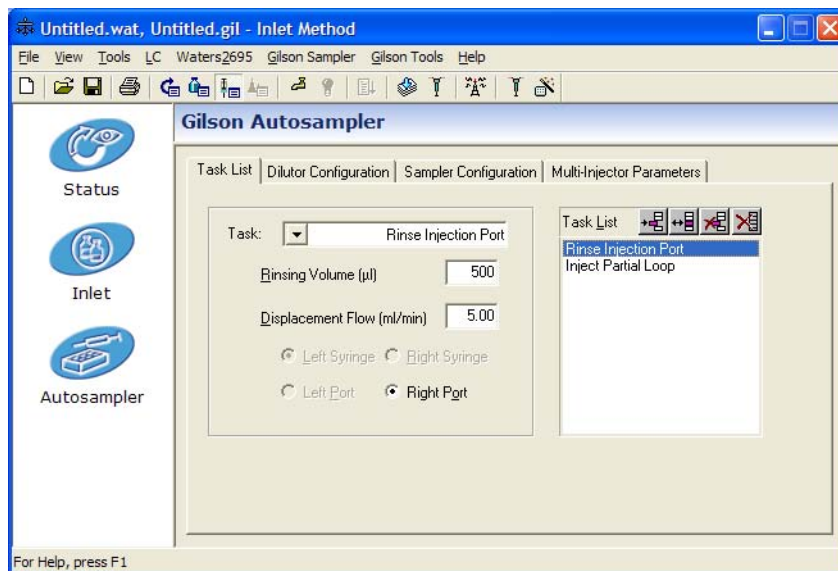 Untitled.wat, Untitled.gil - Inlet Method
File View Tools LC Waters2695 Gilson Sampler Gilson Tools Help
Gilson Autosampler
Status
Inlet
Autosampler
Task List Dilutor Configuration Sampler Configuration Multi-Injector Parameters
Task: Rinse Injection Port
Rinsing Volume (µl) 500
Displacement Flow (ml/min) 5.00
Left Syringe Right Syringe
Left Port Right Port
Task List
Rinse Injection Port
Inject Partial Loop
For Help, press F1